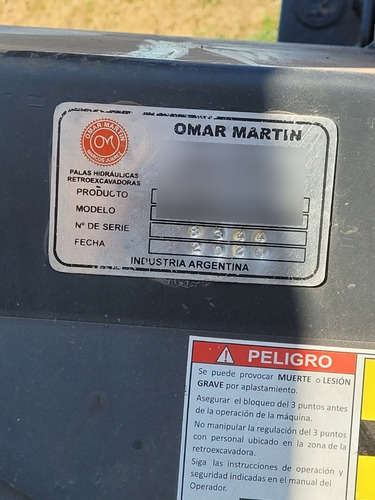 OMAR MARTIN
OMAR MARTIN
OM
PALAS HIDRÁULICAS
RETROEXCAVADORAS
PRODUCTO
MODELO
Nº DE SERIE
FECHA
INDUSTRIA ARGENTINA
PELIGRO
Se puede provocar MUERTE o LESIÓN
GRAVE por aplastamiento.
Asegurar el bloqueo del 3 puntos antes
de la operación de la máquina.
No manipular la regulación del 3 puntos
con personal ubicado en la zona de la
retroexcavadora.
Siga las instrucciones de operación y
seguridad indicadas en el manual del
Operador.